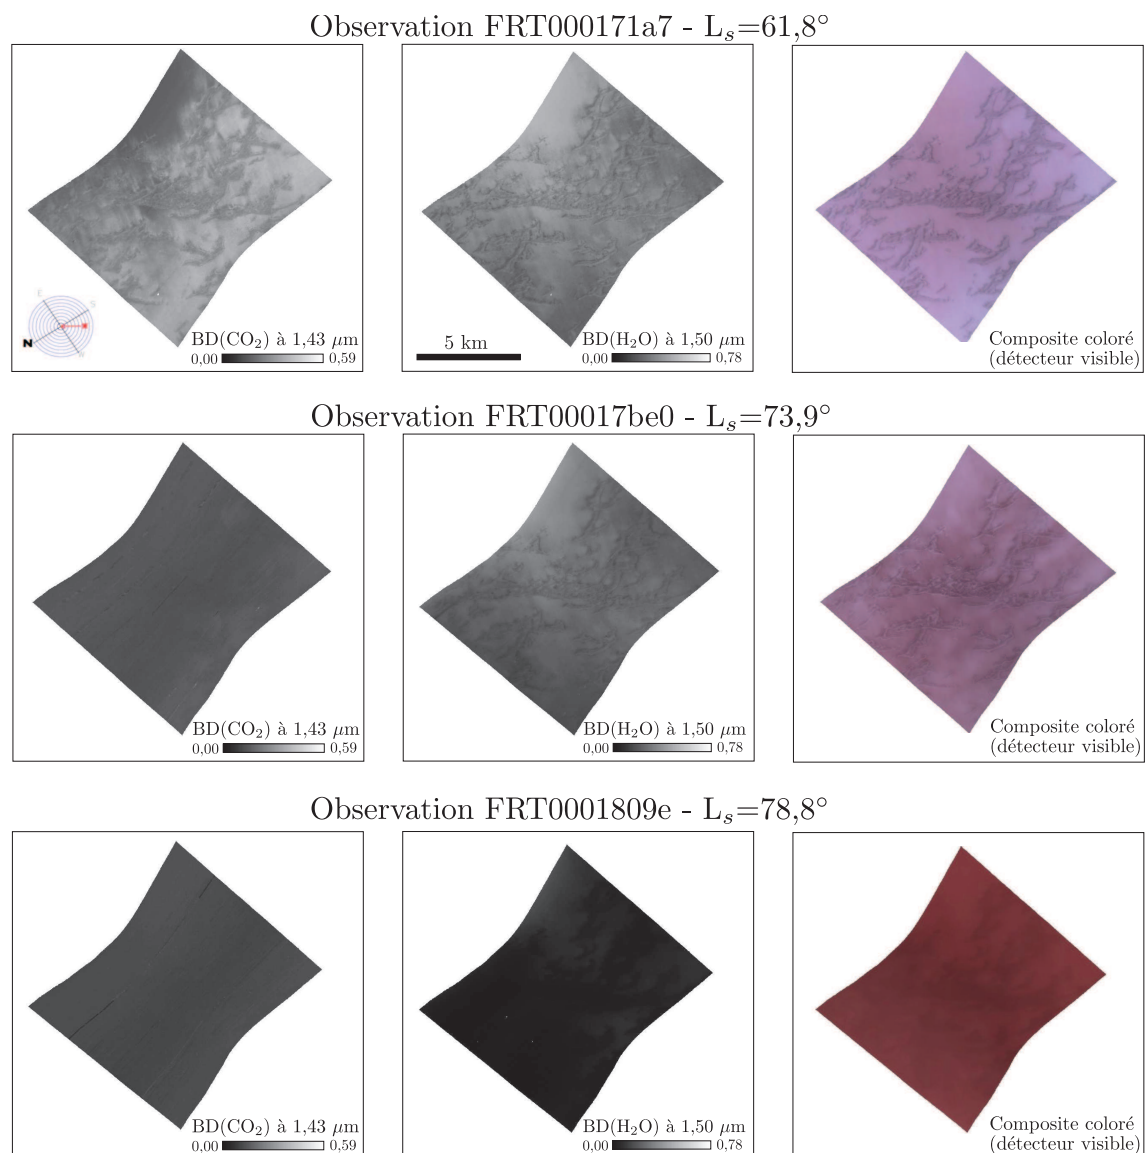 Observation FRT000171a7 - Lₛ=61,8°
E
S
N
W
BD(CO₂) à 1,43 μm
0,00 0,59
5 km
BD(H₂O) à 1,50 μm
0,00 0,78
Composite coloré
(détecteur visible)
Observation FRT00017be0 - Lₛ=73,9°
BD(CO₂) à 1,43 μm
0,00 0,59
BD(H₂O) à 1,50 μm
0,00 0,78
Composite coloré
(détecteur visible)
Observation FRT0001809e - Lₛ=78,8°
BD(CO₂) à 1,43 μm
0,00 0,59
BD(H₂O) à 1,50 μm
0,00 0,78
Composite coloré
(détecteur visible)